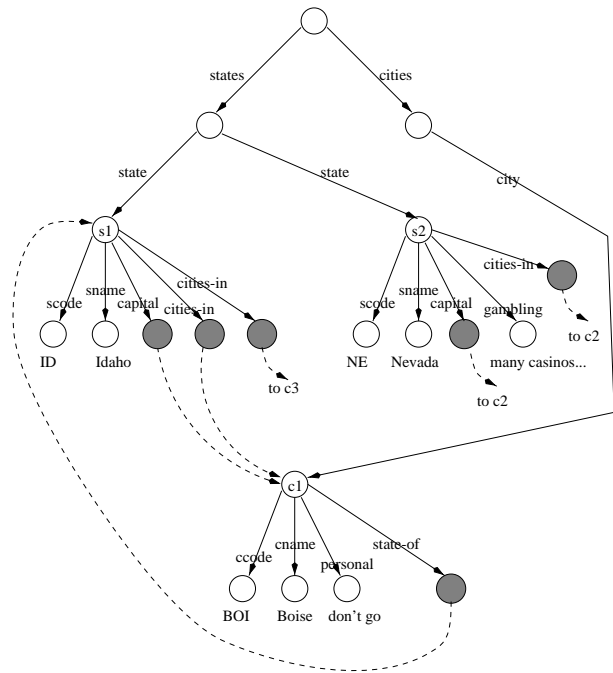 states
cities
state
state
city
s1
s2
scode
sname
capital
cities-in
cities-in
scode
sname
capital
gambling
cities-in
ID
Idaho
to c3
NE
Nevada
many casinos...
to c2
to c2
c1
ccode
cname
personal
state-of
BOI
Boise
don't go